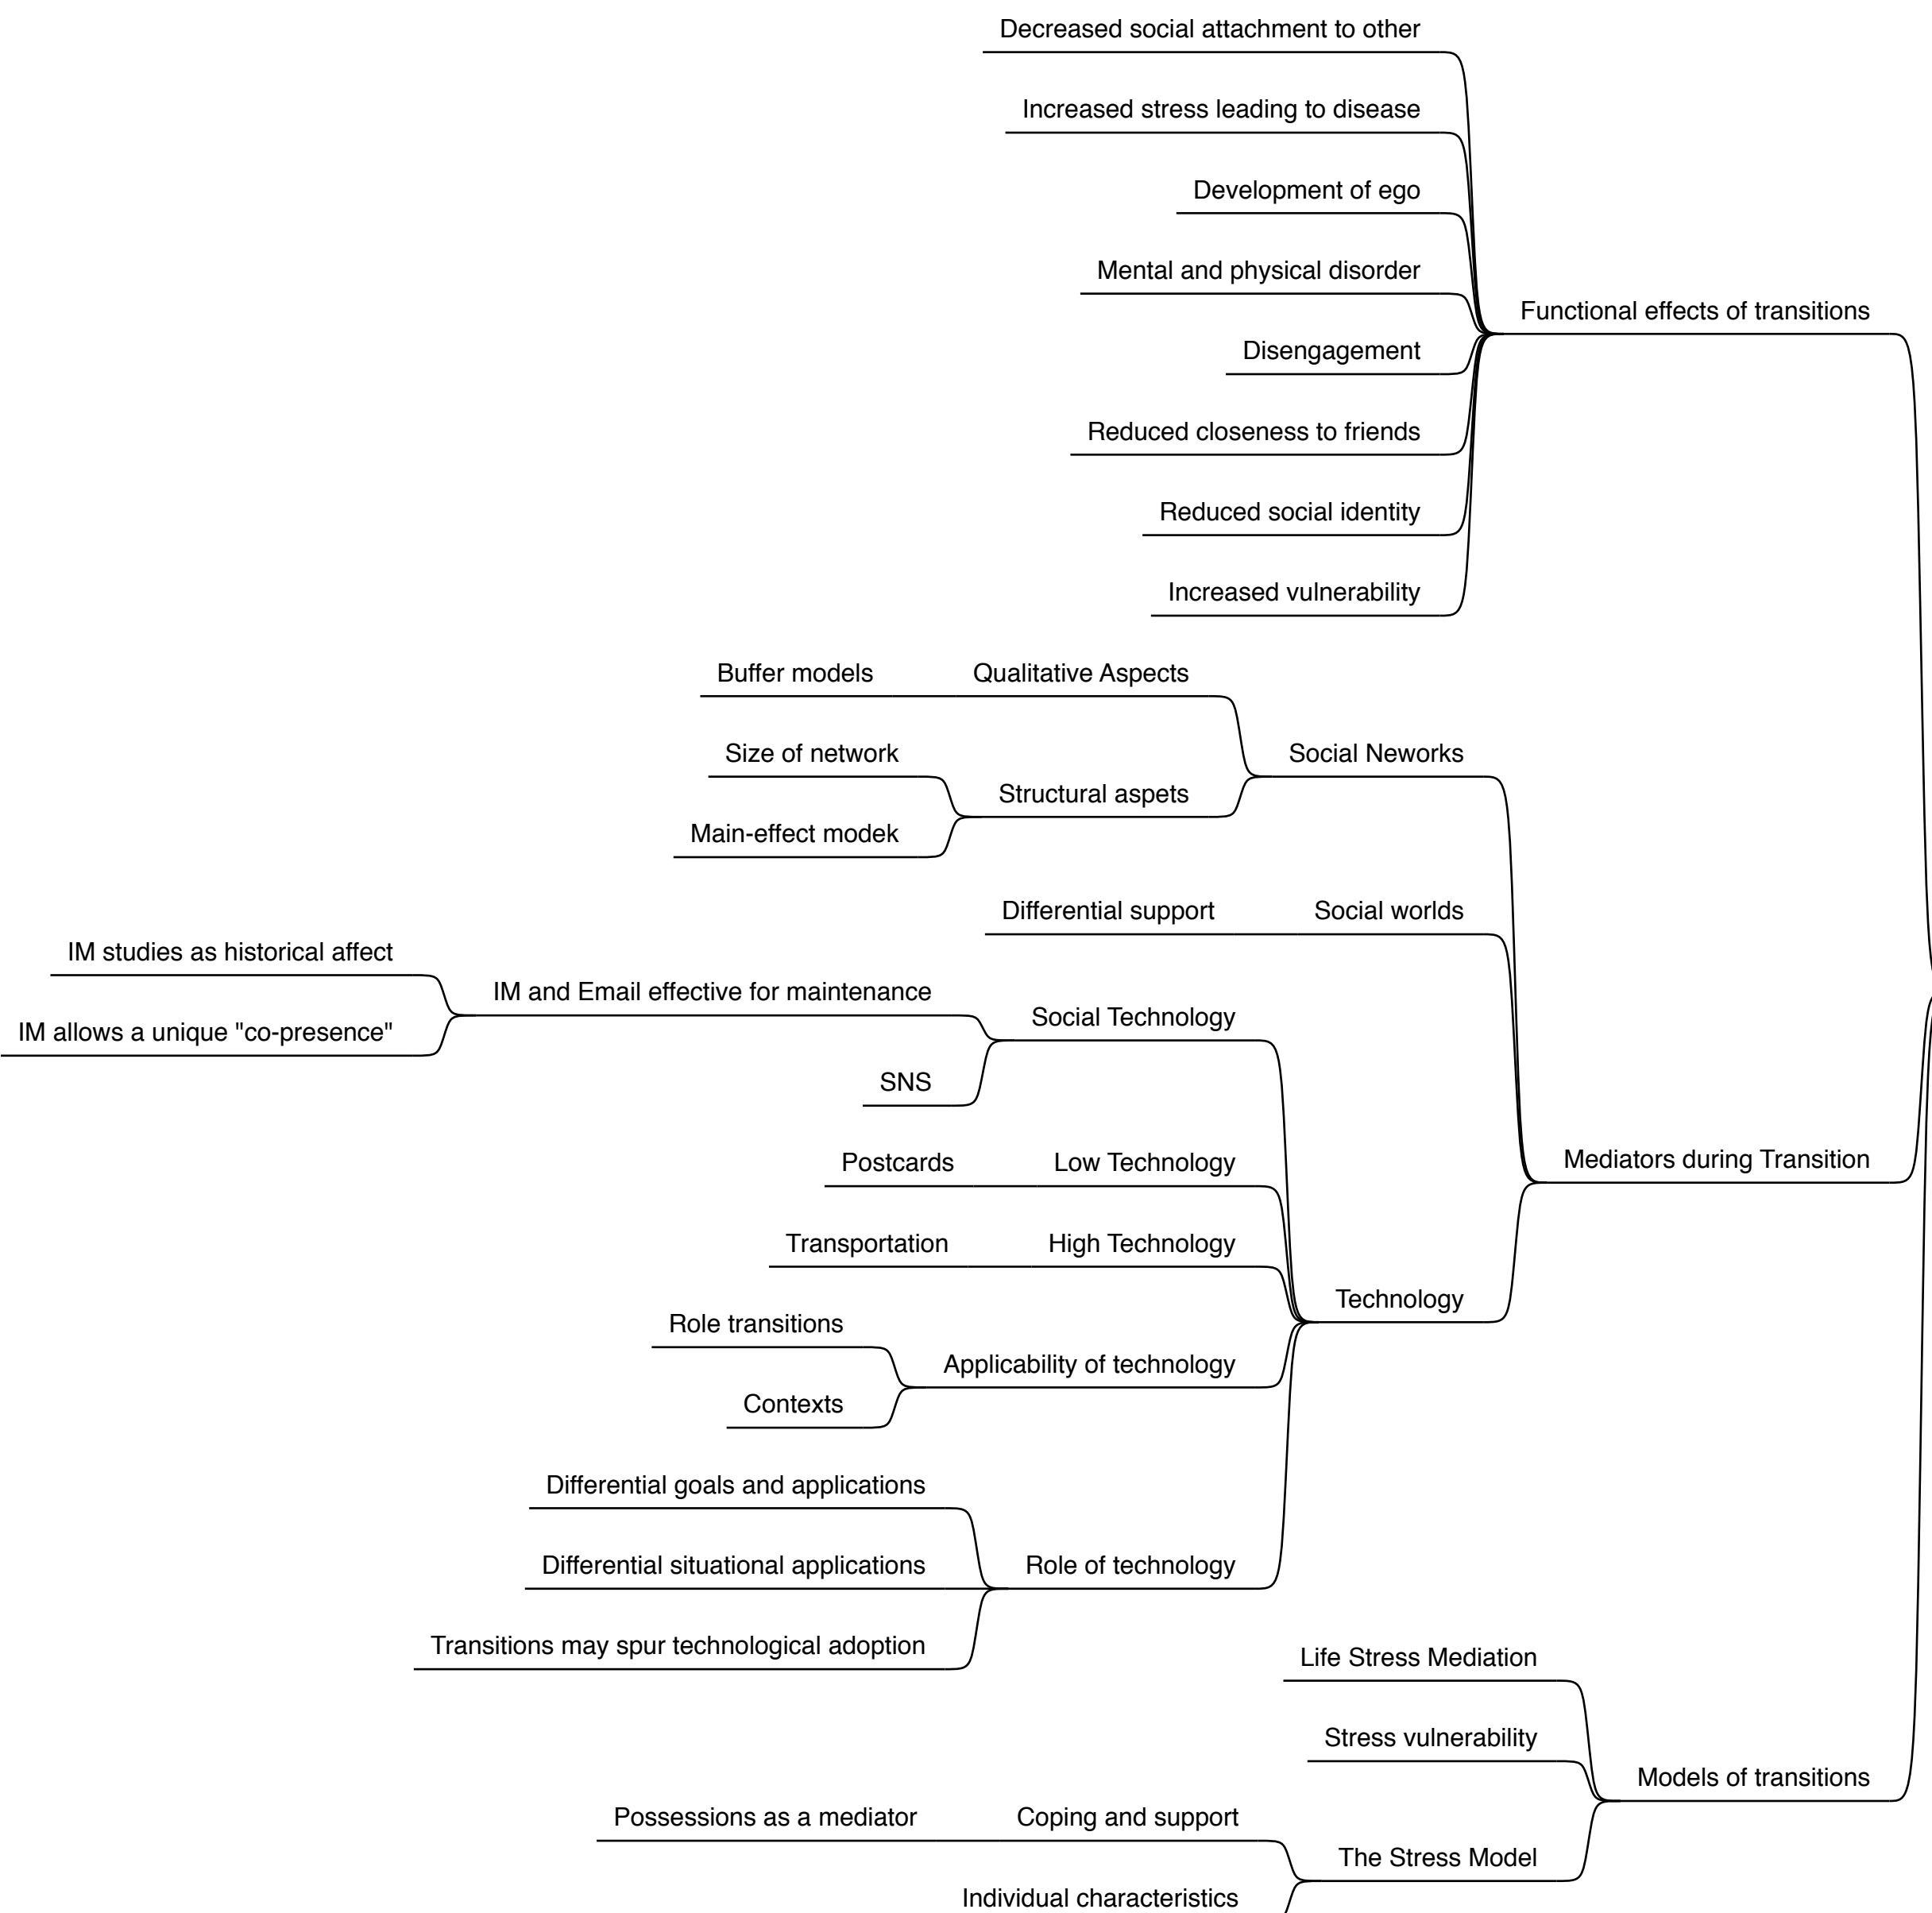 Decreased social attachment to other
Increased stress leading to disease
Development of ego
Mental and physical disorder
Functional effects of transitions
Disengagement
Reduced closeness to friends
Reduced social identity
Increased vulnerability
Buffer models
Qualitative Aspects
Size of network
Social Neworks
Structural aspets
Main-effect modek
Differential support
Social worlds
IM studies as historical affect
IM and Email effective for maintenance
Social Technology
IM allows a unique "co-presence"
SNS
Postcards
Low Technology
Mediators during Transition
Transportation
High Technology
Technology
Role transitions
Applicability of technology
Contexts
Differential goals and applications
Differential situational applications
Role of technology
Transitions may spur technological adoption
Life Stress Mediation
Stress vulnerability
Models of transitions
Possessions as a mediator
Coping and support
The Stress Model
Individual characteristics